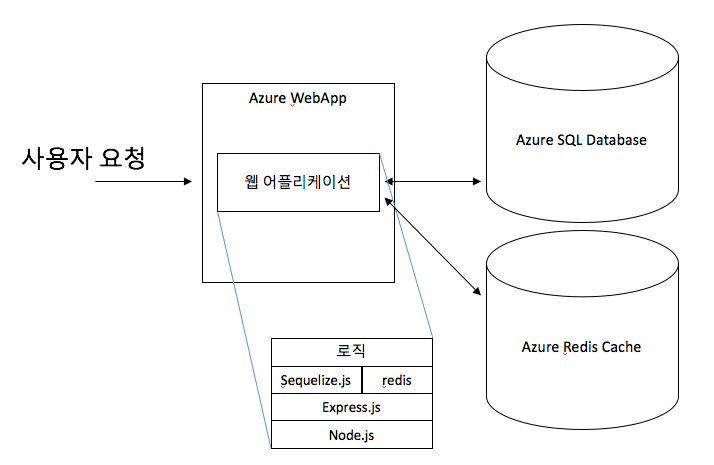 사용자 요청
Azure WebApp
웹 어플리케이션
Azure SQL Database
Azure Redis Cache
로직
Sequelize.js
redis
Express.js
Node.js